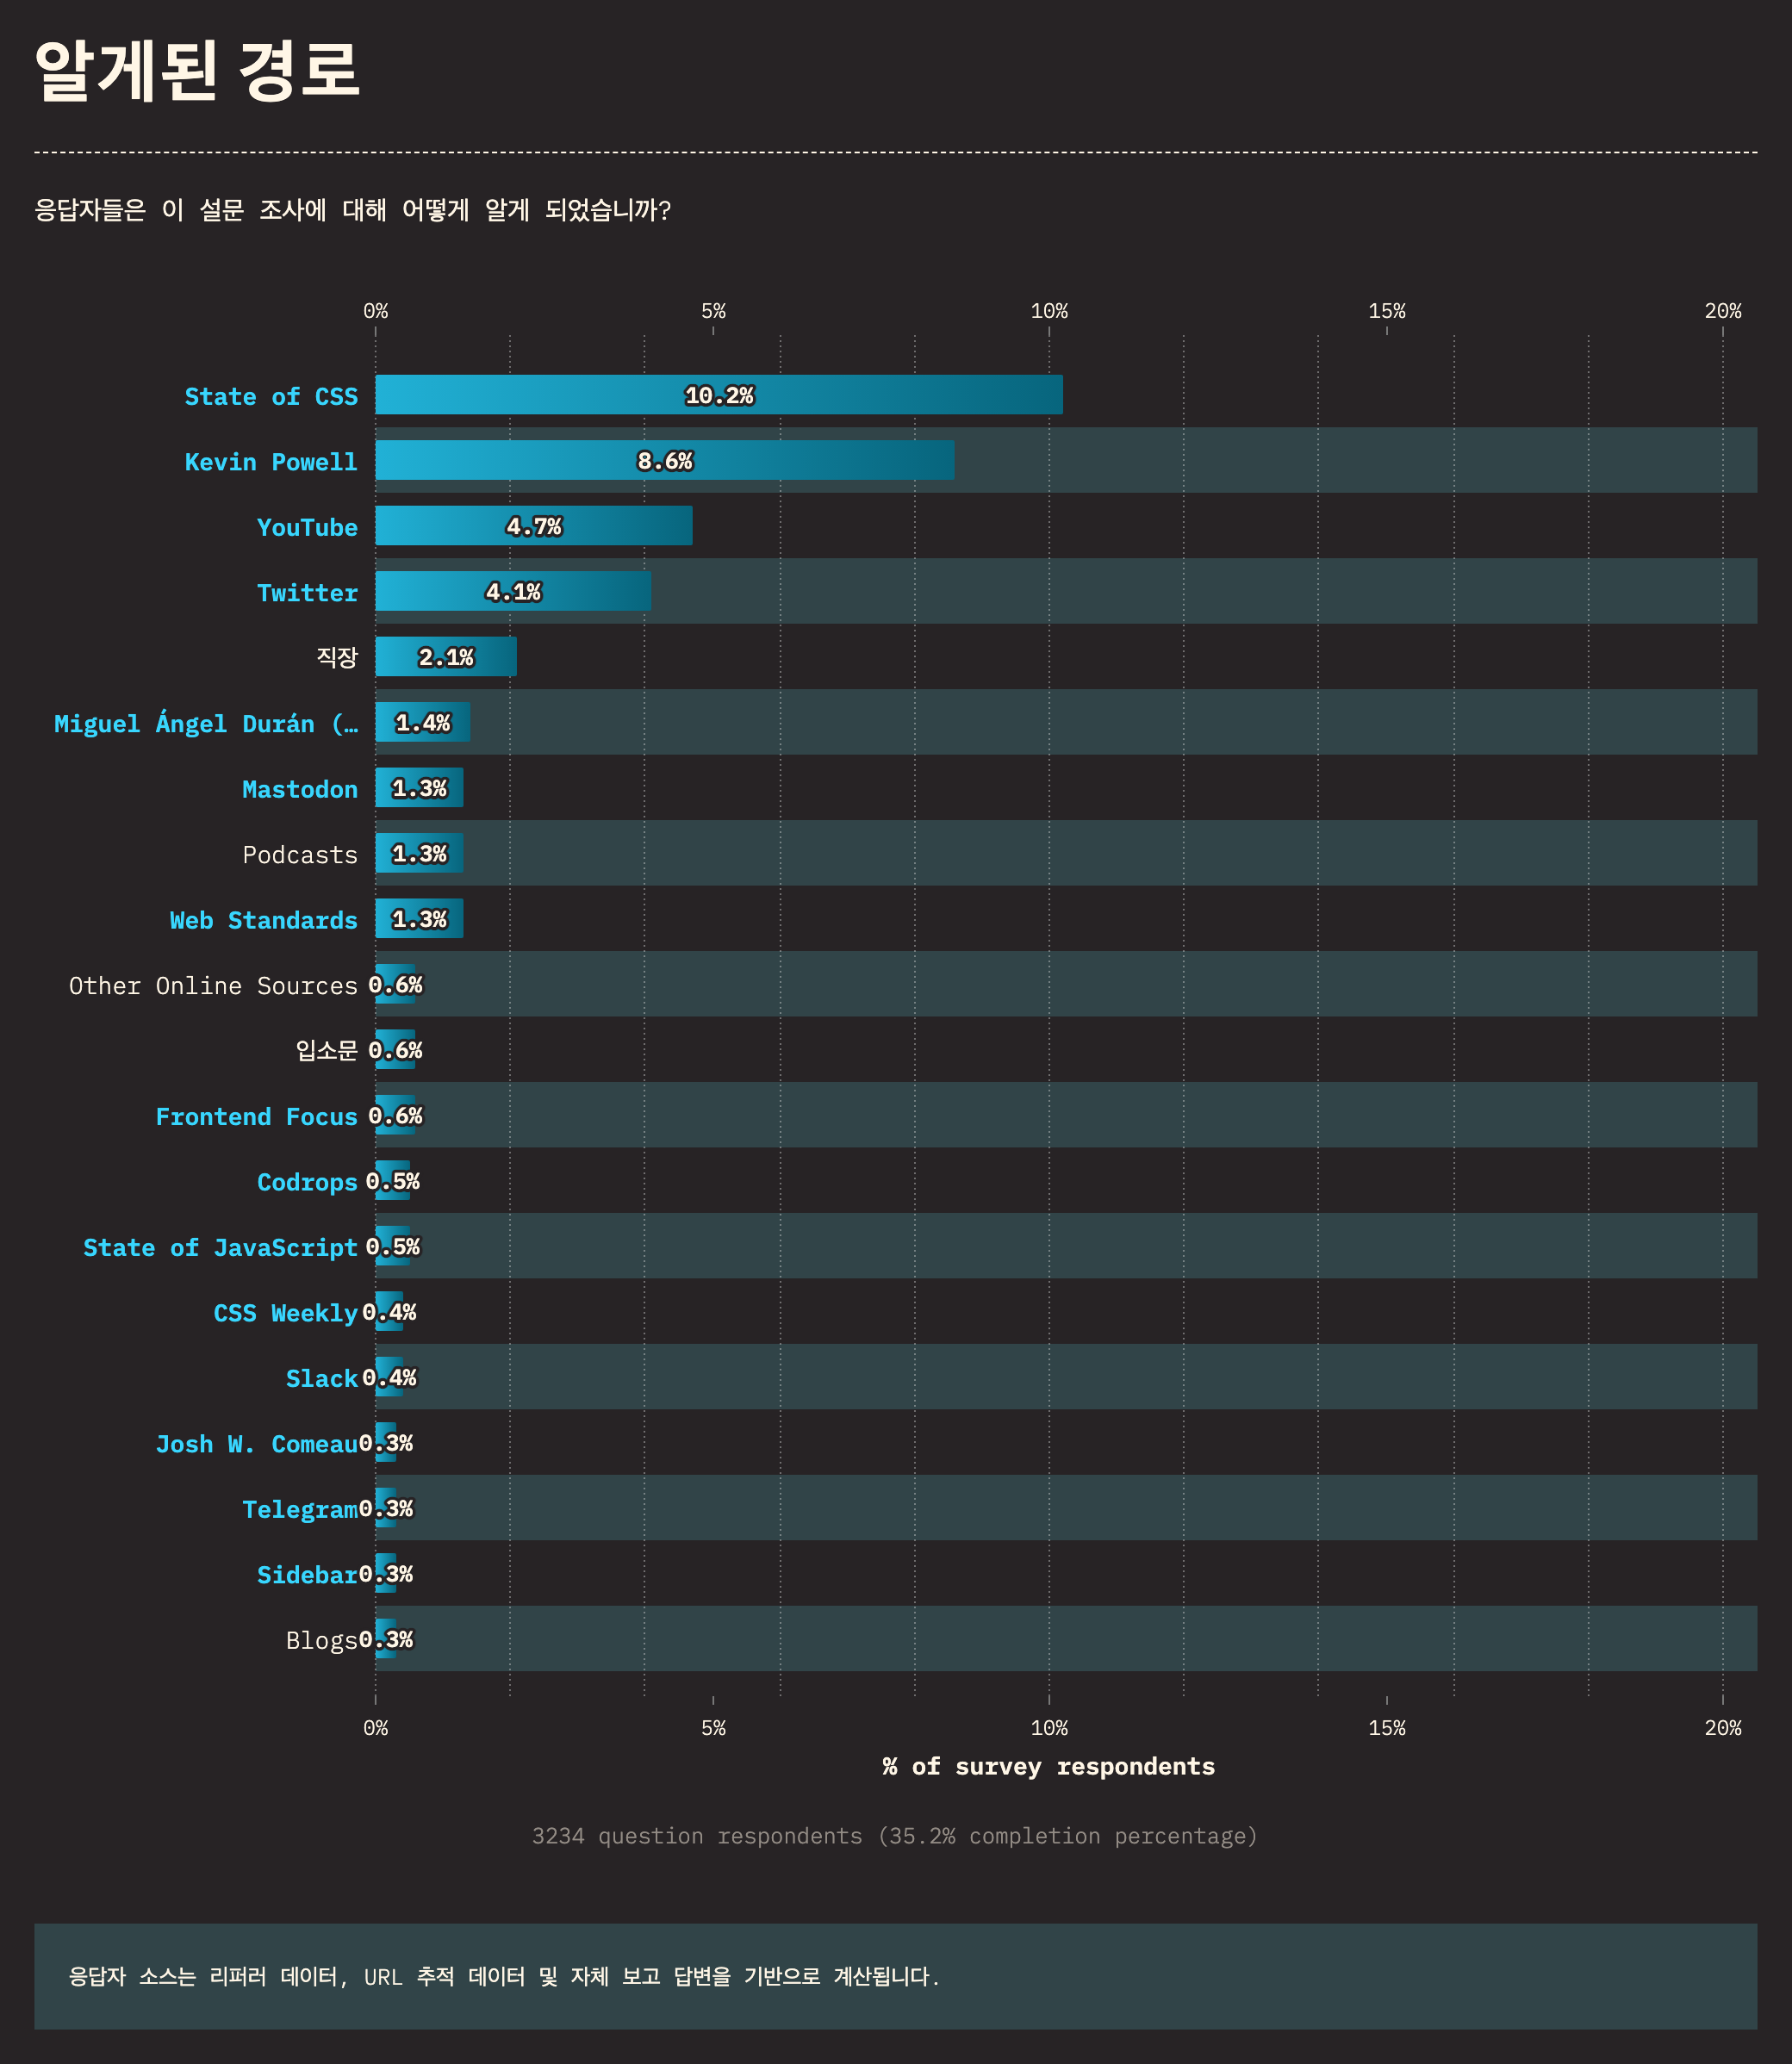 알게된 경로
응답자들은 이 설문 조사에 대해 어떻게 알게 되었습니까?
0% 5% 10% 15% 20%
State of CSS 10.2%
Kevin Powell 8.6%
YouTube 4.7%
Twitter 4.1%
직장 2.1%
Miguel Ángel Durán (… 1.4%
Mastodon 1.3%
Podcasts 1.3%
Web Standards 1.3%
Other Online Sources 0.6%
입소문 0.6%
Frontend Focus 0.6%
Codrops 0.5%
State of JavaScript 0.5%
CSS Weekly 0.4%
Slack 0.4%
Josh W. Comeau 0.3%
Telegram 0.3%
Sidebar 0.3%
Blogs 0.3%
0% 5% 10% 15% 20%
% of survey respondents
3234 question respondents (35.2% completion percentage)
응답자 소스는 리퍼러 데이터, URL 추적 데이터 및 자체 보고 답변을 기반으로 계산됩니다.